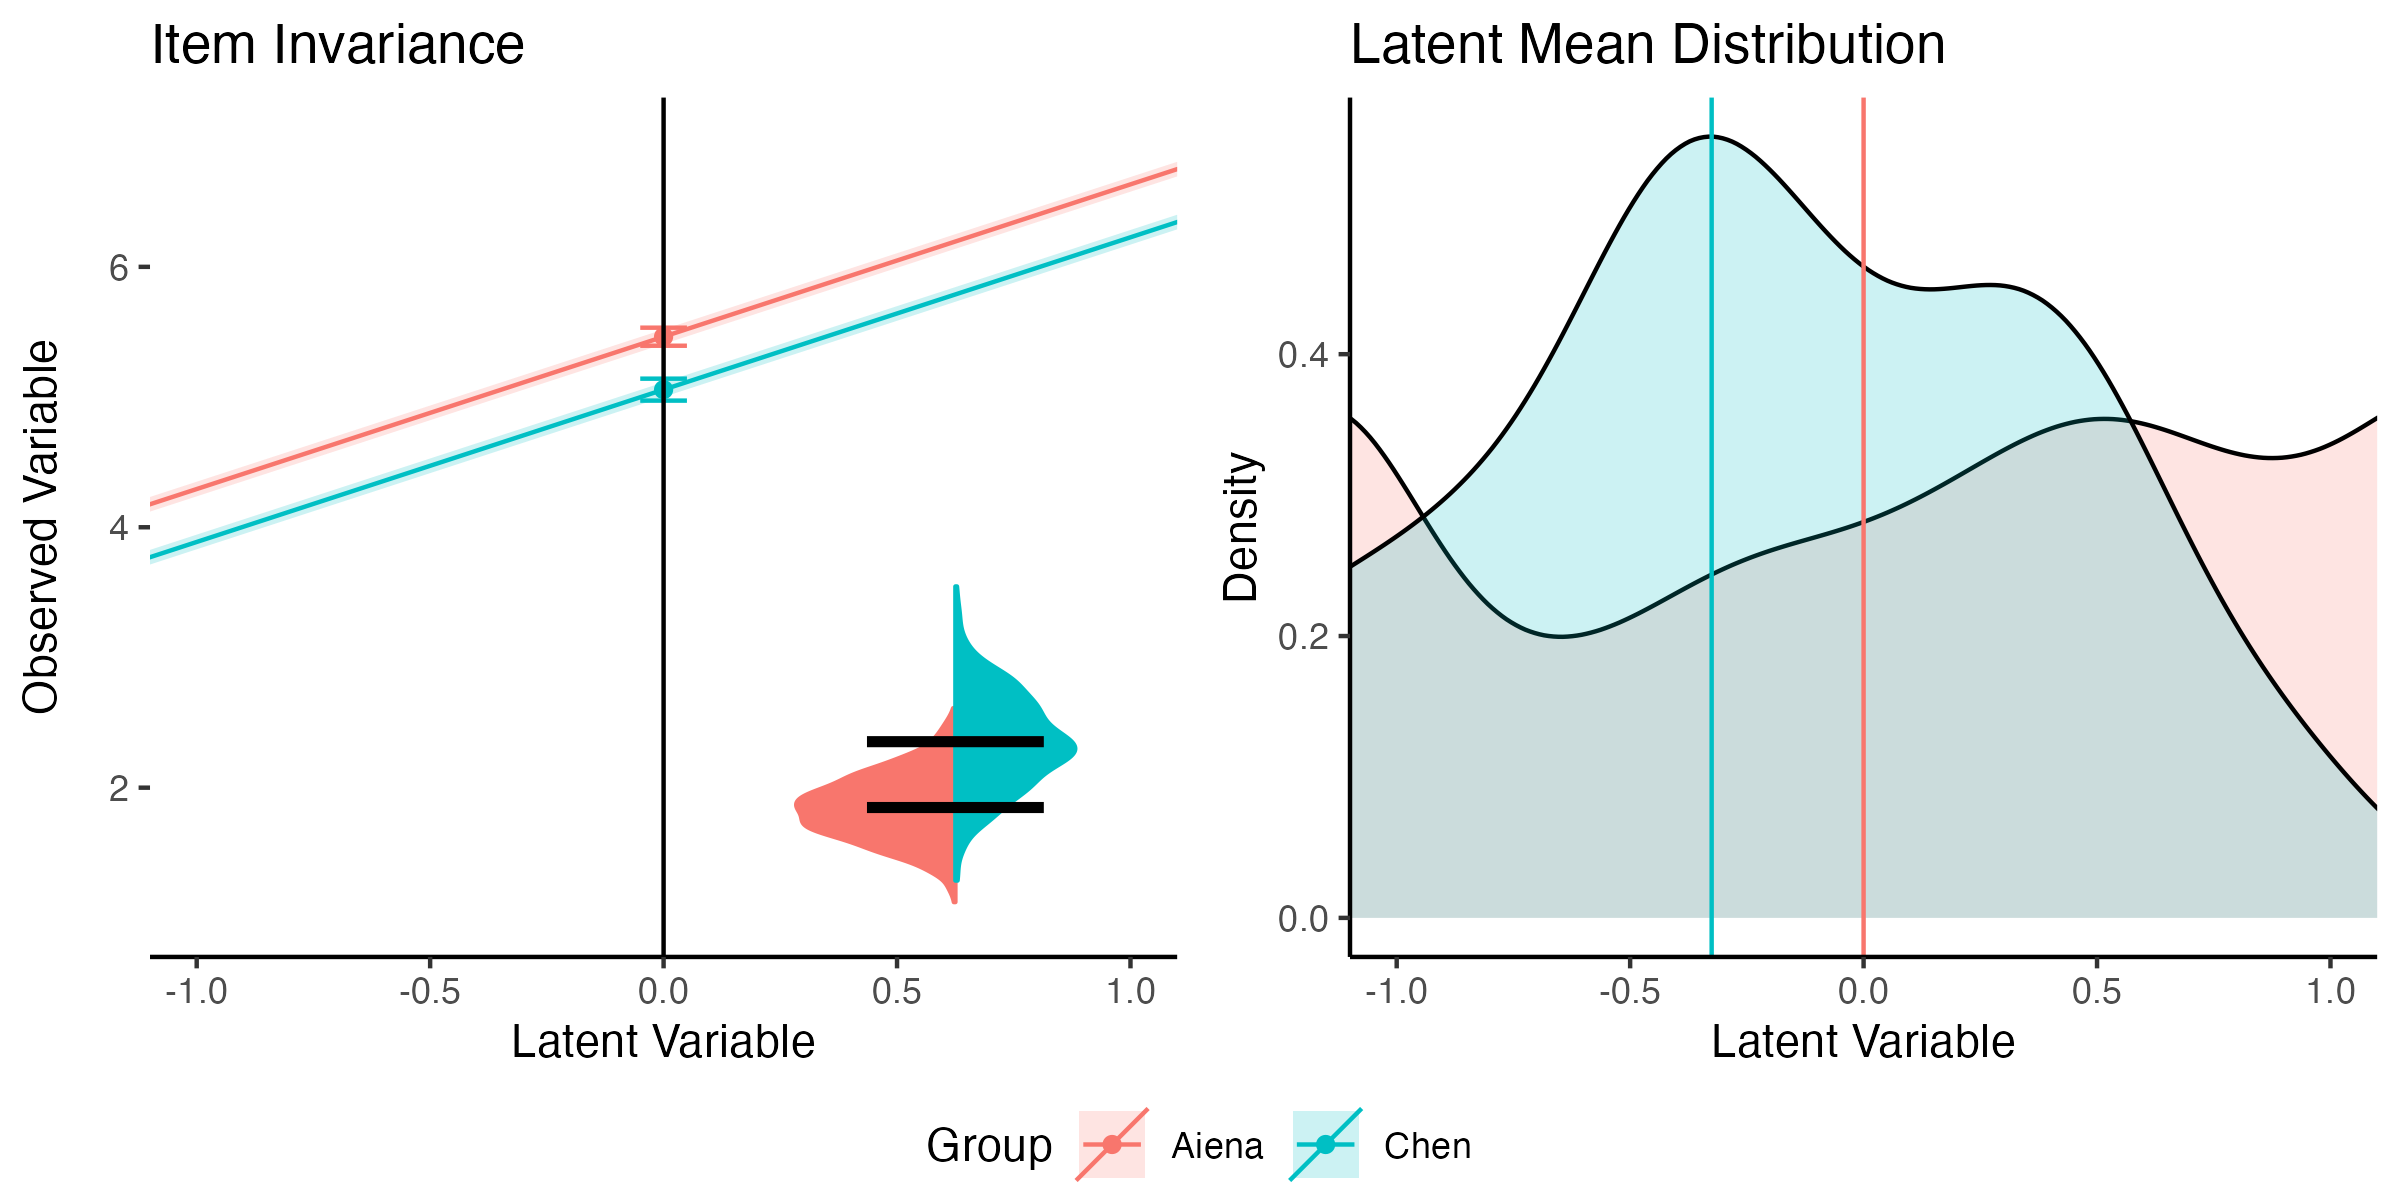 Item Invariance
Observed Variable
6
4
2
-1.0 -0.5 0.0 0.5 1.0
Latent Variable
Latent Mean Distribution
Density
0.4
0.2
0.0
-1.0 -0.5 0.0 0.5 1.0
Latent Variable
Group Aiena Chen